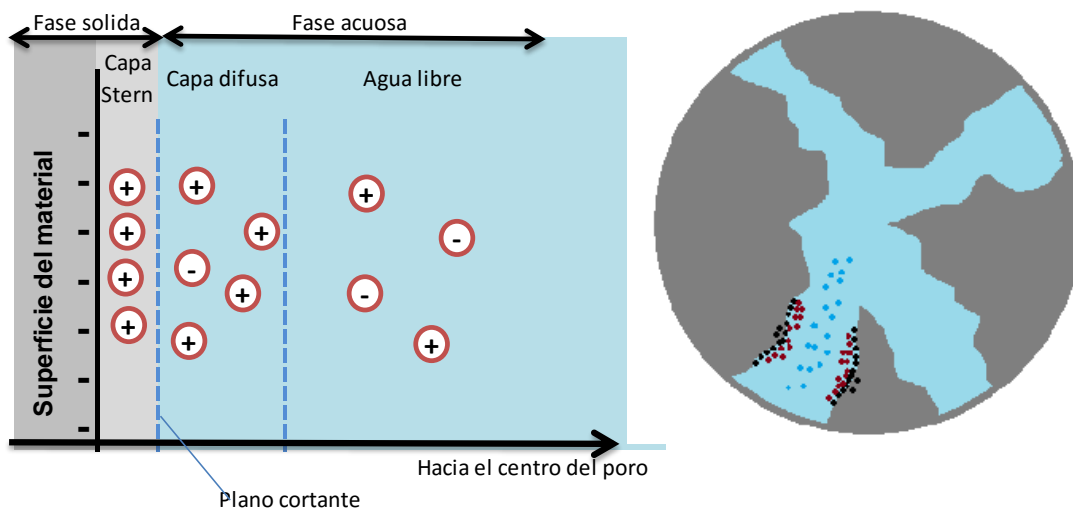 Fase solida
Fase acuosa
Capa
Stern
Capa difusa
Agua libre
Superficie del material
-
-
-
-
-
-
-
+
+
+
+
+
+
-
+
+
+
-
-
+
Hacia el centro del poro
Plano cortante